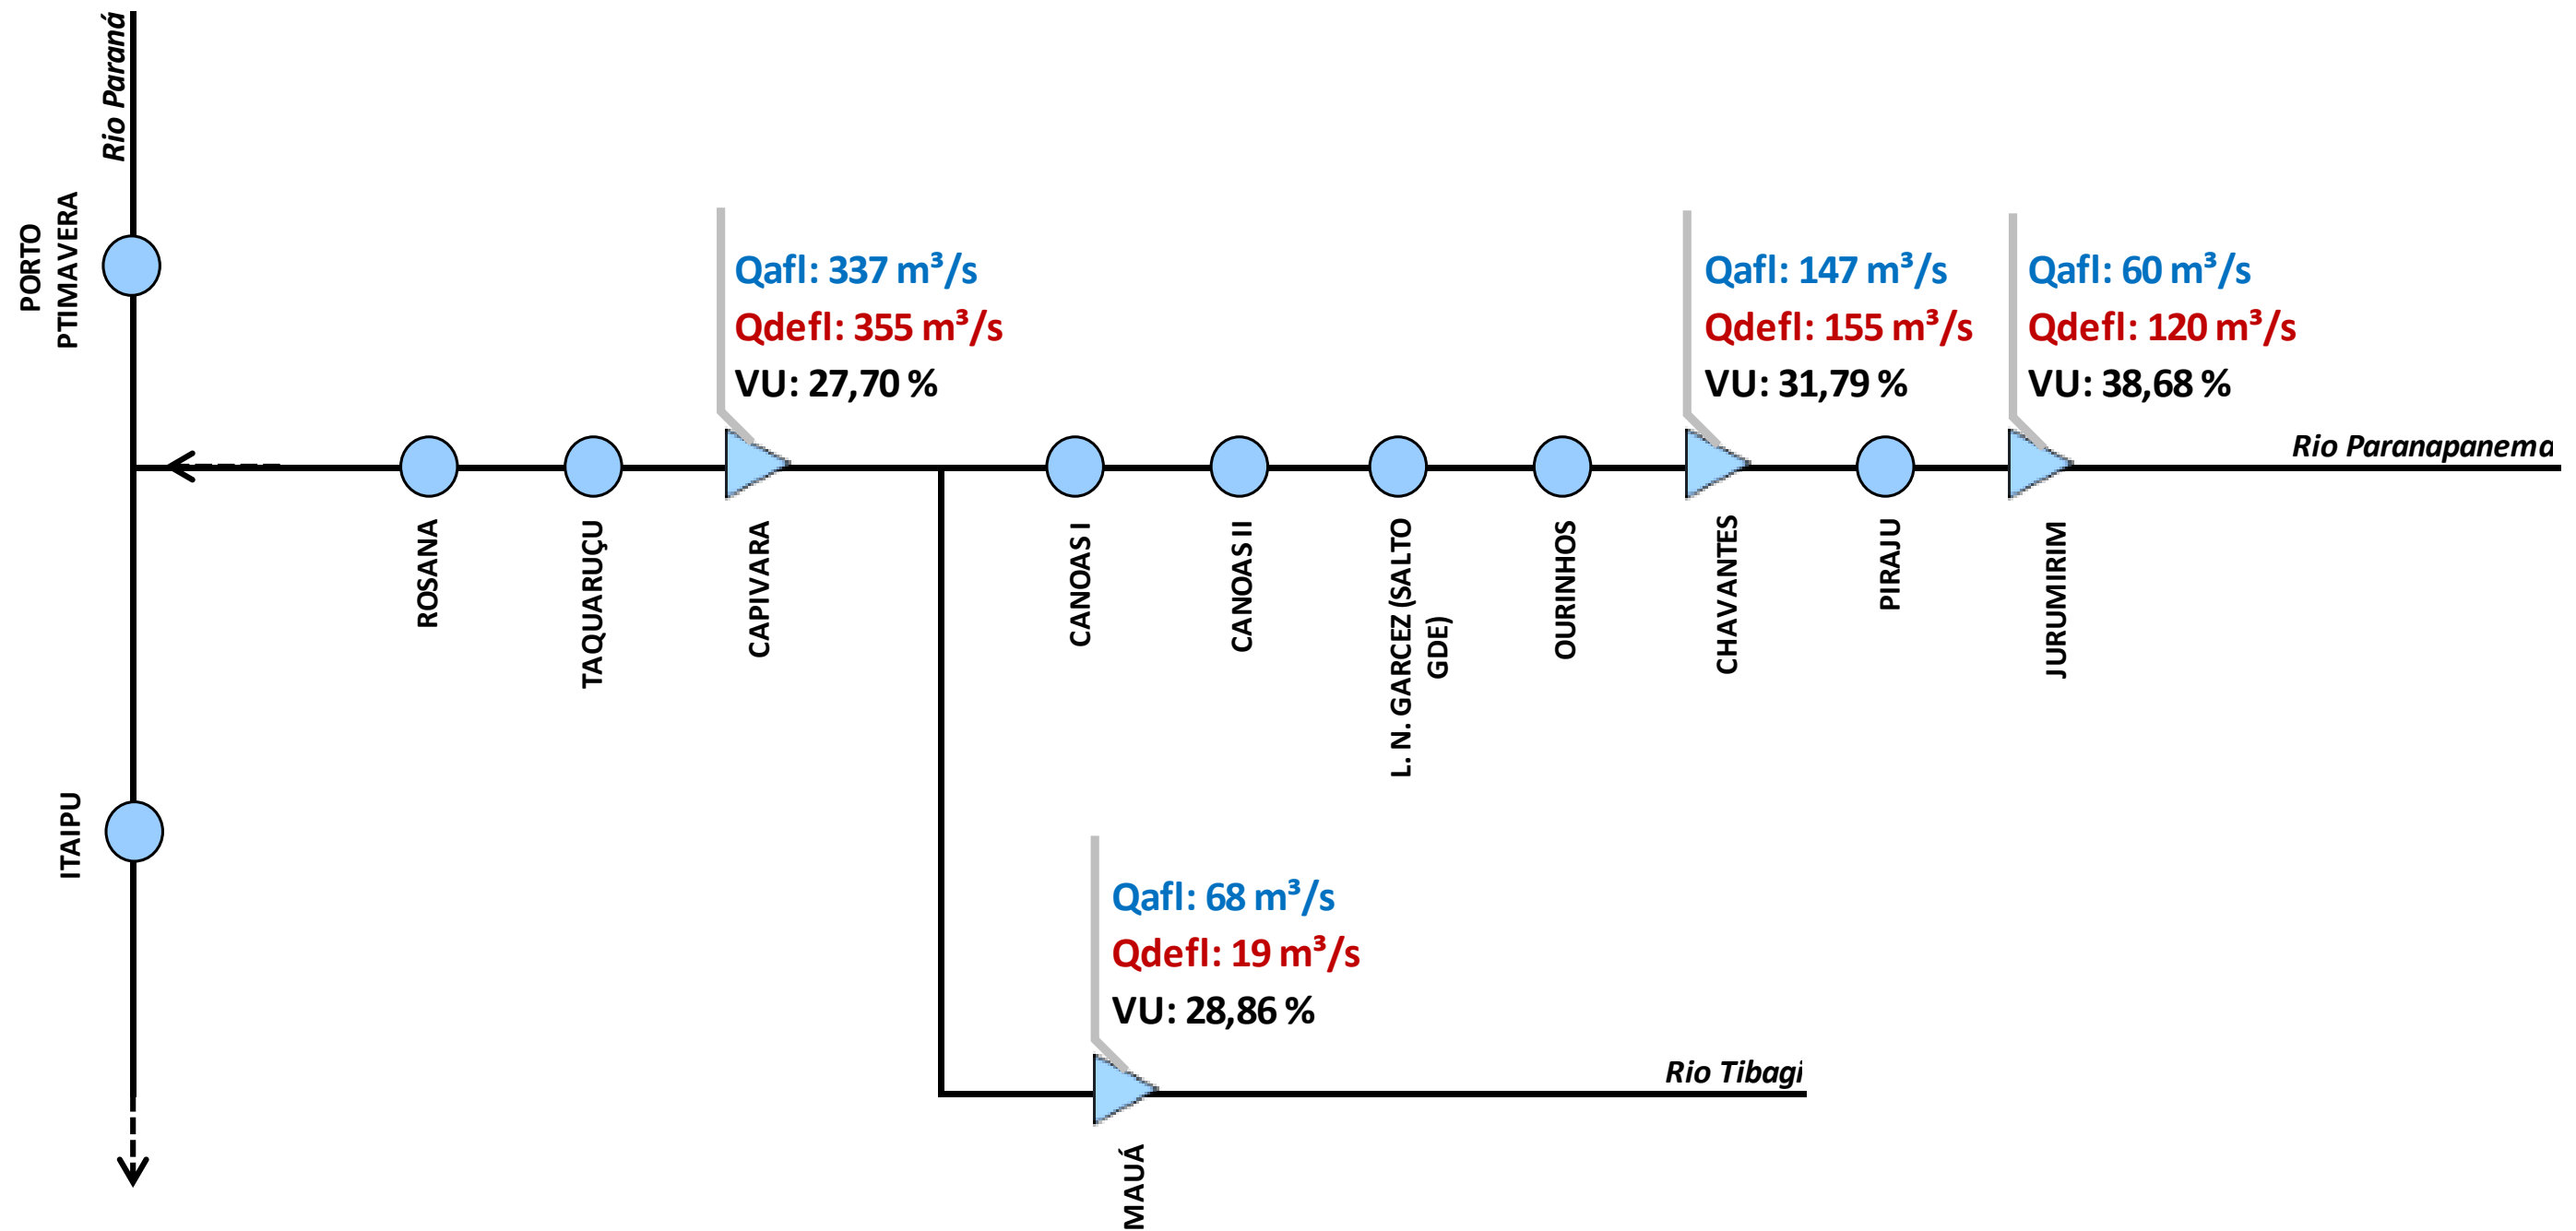 Rio Paraná
PORTO
PTIMAVERA
Qafl: 337 m³/s
Qdefl: 355 m³/s
VU: 27,70 %
Qafl: 147 m³/s
Qdefl: 155 m³/s
VU: 31,79 %
Qafl: 60 m³/s
Qdefl: 120 m³/s
VU: 38,68 %
Rio Paranapanema
ROSANA
TAQUARUÇU
CAPIVARA
CANOAS I
CANOAS II
L. N. GARCEZ (SALTO
GDE)
OURINHOS
CHAVANTES
PIRAJU
JURUMIRIM
ITAIPU
Qafl: 68 m³/s
Qdefl: 19 m³/s
VU: 28,86 %
Rio Tibagi
MAUÁ